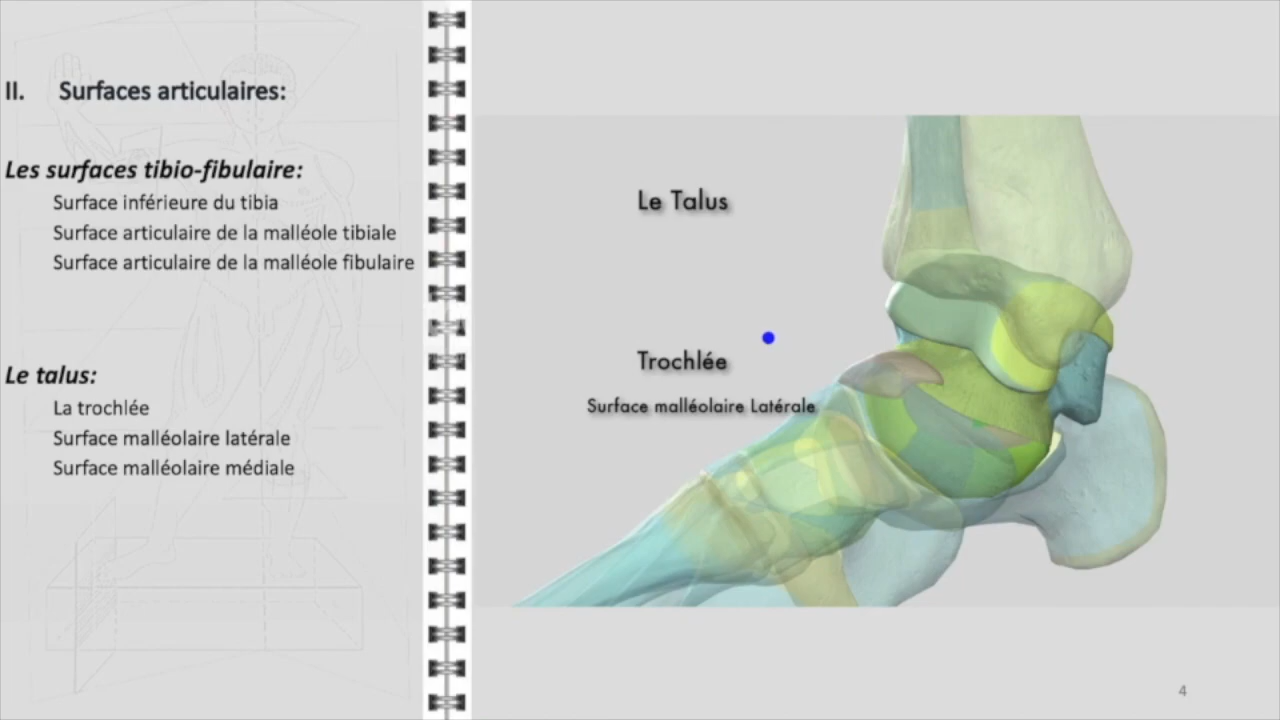 II. Surfaces articulaires:
Les surfaces tibio-fibulaire:
Surface inférieure du tibia
Surface articulaire de la malléole tibiale
Surface articulaire de la malléole fibulaire
Le talus:
La trochlée
Surface malléolaire latérale
Surface malléolaire médiale
Le Talus
Trochlée
Surface malléolaire Latérale
4